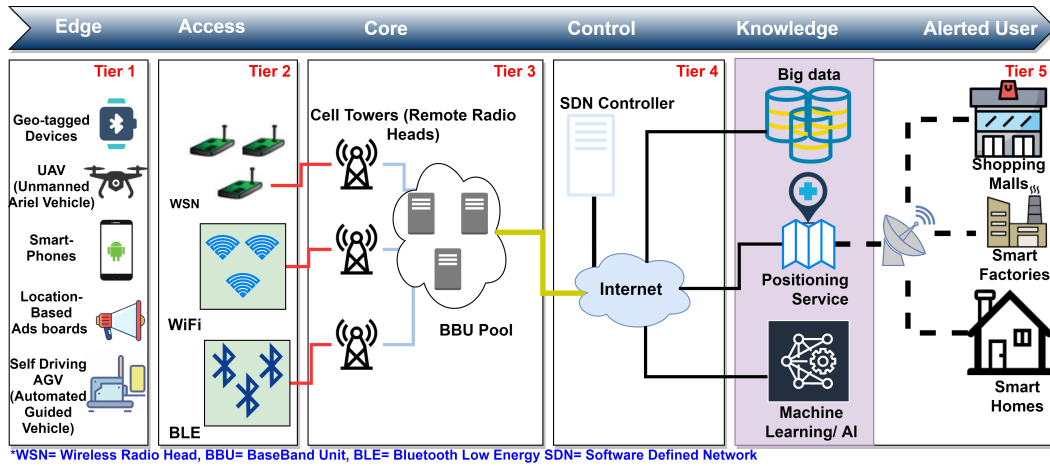 Edge
Access
Core
Control
Knowledge
Alerted User
Tier 1
Geo-tagged
Devices
UAV
(Unmanned
Ariel Vehicle)
Smart-
Phones
Location-
Based
Ads boards
Self Driving
AGV
(Automated
Guided
Vehicle)
Tier 2
WSN
WiFi
BLE
Tier 3
Cell Towers (Remote Radio
Heads)
BBU Pool
Tier 4
SDN Controller
Internet
Big data
Positioning
Service
Machine
Learning/ AI
Tier 5
Shopping
Malls
Smart
Factories
Smart
Homes
*WSN= Wireless Radio Head, BBU= BaseBand Unit, BLE= Bluetooth Low Energy SDN= Software Defined Network